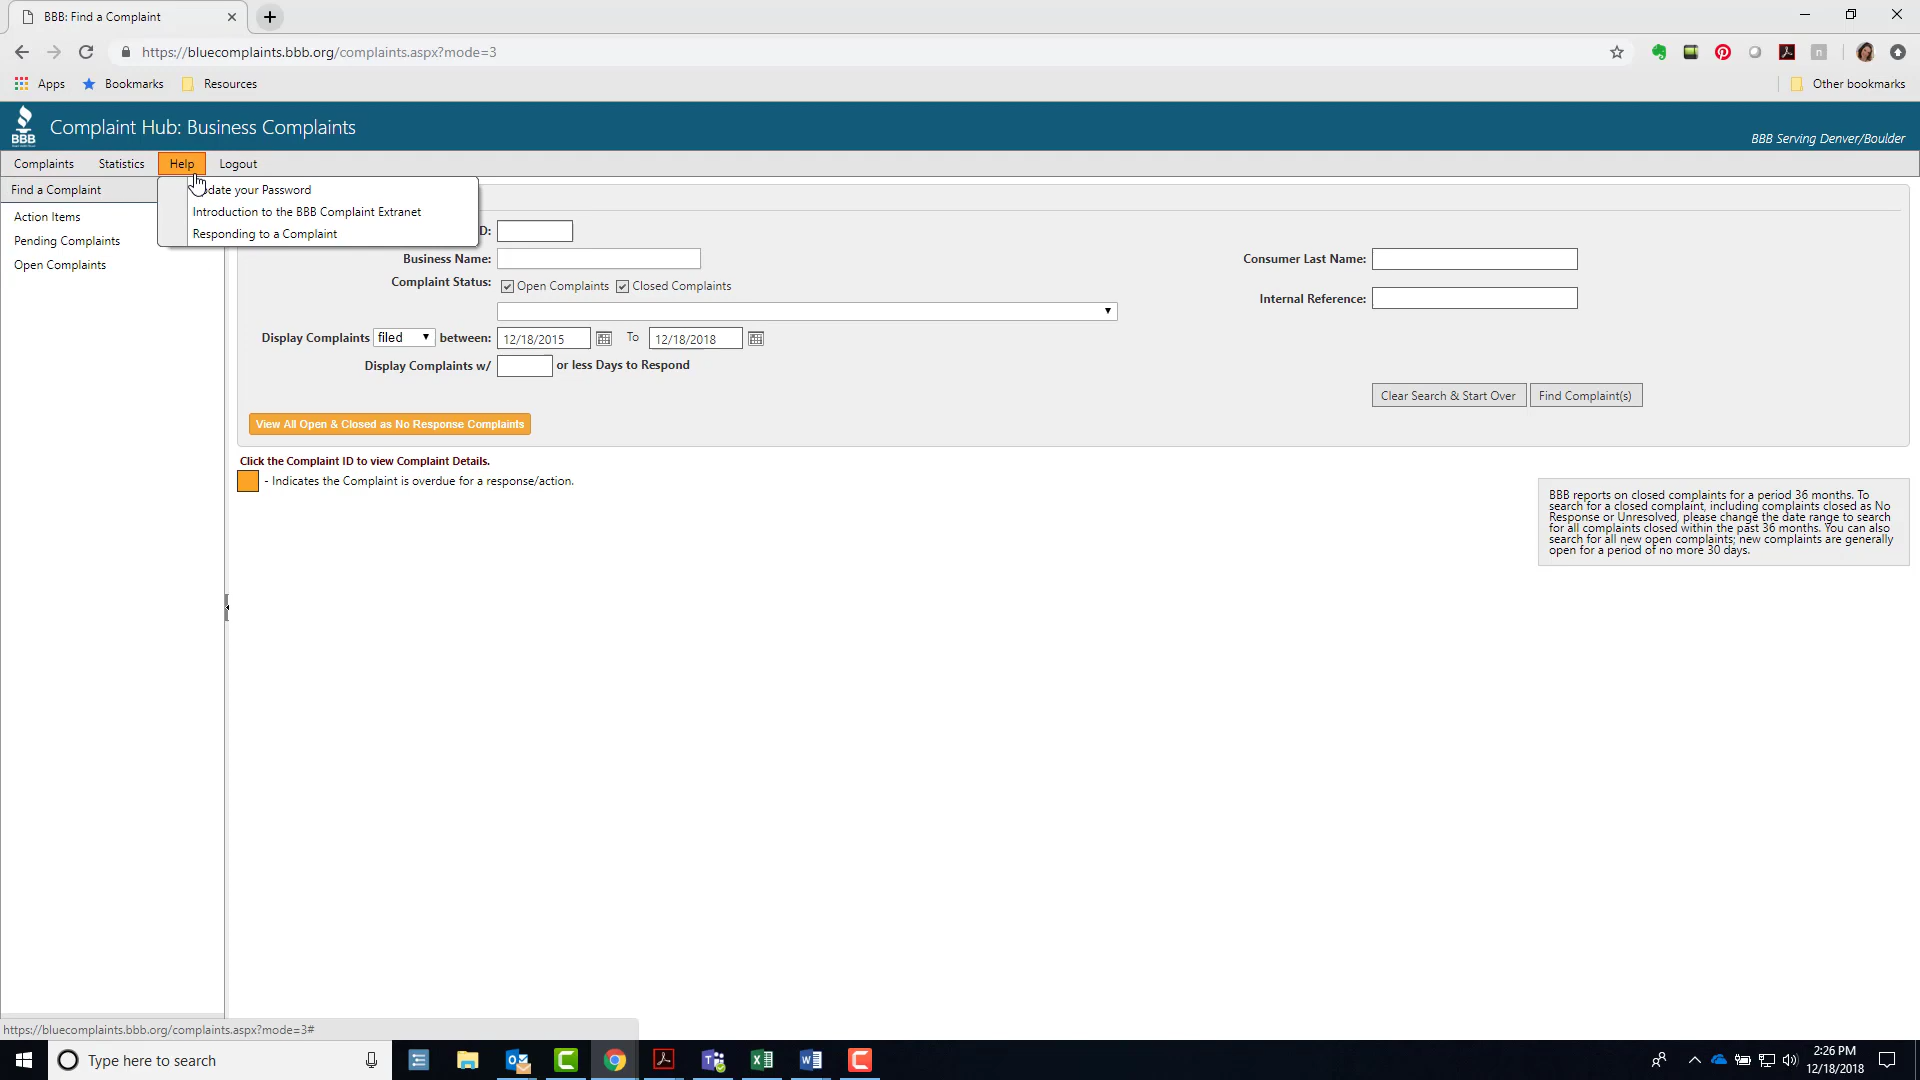 BBB: Find a Complaint
https://bluecomplaints.bbb.org/complaints.aspx?mode=3
Apps Bookmarks Resources Other bookmarks
BBB
Complaint Hub: Business Complaints
BBB Serving Denver/Boulder
Complaints Statistics Help Logout
Find a Complaint
Action Items
Pending Complaints
Open Complaints
your Password
Introduction to the BBB Complaint Extranet
Responding to a Complaint
D:
Business Name:
Consumer Last Name:
Complaint Status: Open Complaints Closed Complaints
Internal Reference:
Display Complaints filed between: 12/18/2015 To 12/18/2018
Display Complaints w/ or less Days to Respond
Clear Search & Start Over Find Complaint(s)
View All Open & Closed as No Response Complaints
Click the Complaint ID to view Complaint Details.
- Indicates the Complaint is overdue for a response/action.
BBB reports on closed complaints for a period 36 months. To
search for a closed complaint, including complaints closed as No
Response or Unresolved, please change the date range to search
for all complaints closed within the past 36 months. You can also
search for all new open complaints; new complaints are generally
open for a period of no more 30 days.
https://bluecomplaints.bbb.org/complaints.aspx?mode=3#
Type here to search
2:26 PM
12/18/2018